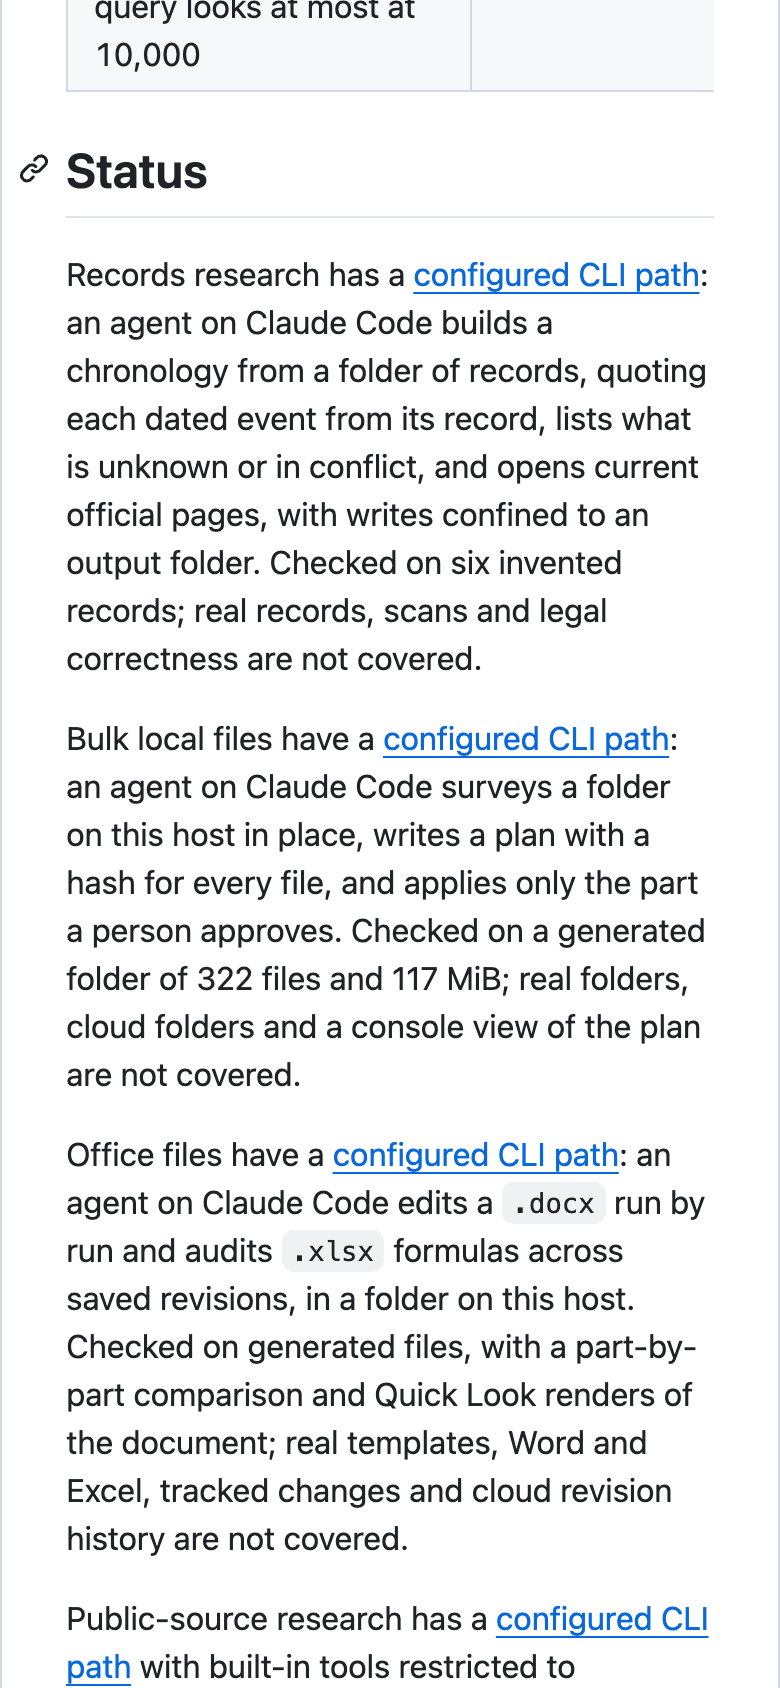 query looks at most at
10,000
Status
Records research has a configured CLI path:
an agent on Claude Code builds a
chronology from a folder of records, quoting
each dated event from its record, lists what
is unknown or in conflict, and opens current
official pages, with writes confined to an
output folder. Checked on six invented
records; real records, scans and legal
correctness are not covered.
Bulk local files have a configured CLI path:
an agent on Claude Code surveys a folder
on this host in place, writes a plan with a
hash for every file, and applies only the part
a person approves. Checked on a generated
folder of 322 files and 117 MiB; real folders,
cloud folders and a console view of the plan
are not covered.
Office files have a configured CLI path: an
agent on Claude Code edits a .docx run by
run and audits .xlsx formulas across
saved revisions, in a folder on this host.
Checked on generated files, with a part-by-
part comparison and Quick Look renders of
the document; real templates, Word and
Excel, tracked changes and cloud revision
history are not covered.
Public-source research has a configured CLI
path with built-in tools restricted to